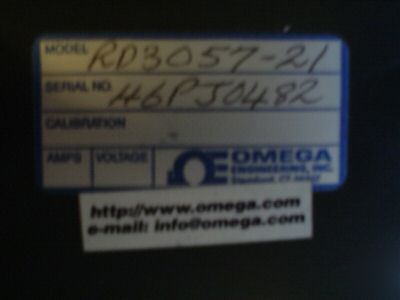 MODEL RD3057-21
SERIAL NO. 46PJ0482
CALIBRATION
AMPS VOLTAGE
OMEGA
ENGINEERING, INC.
http://www.omega.com
e-mail: info@omega.com